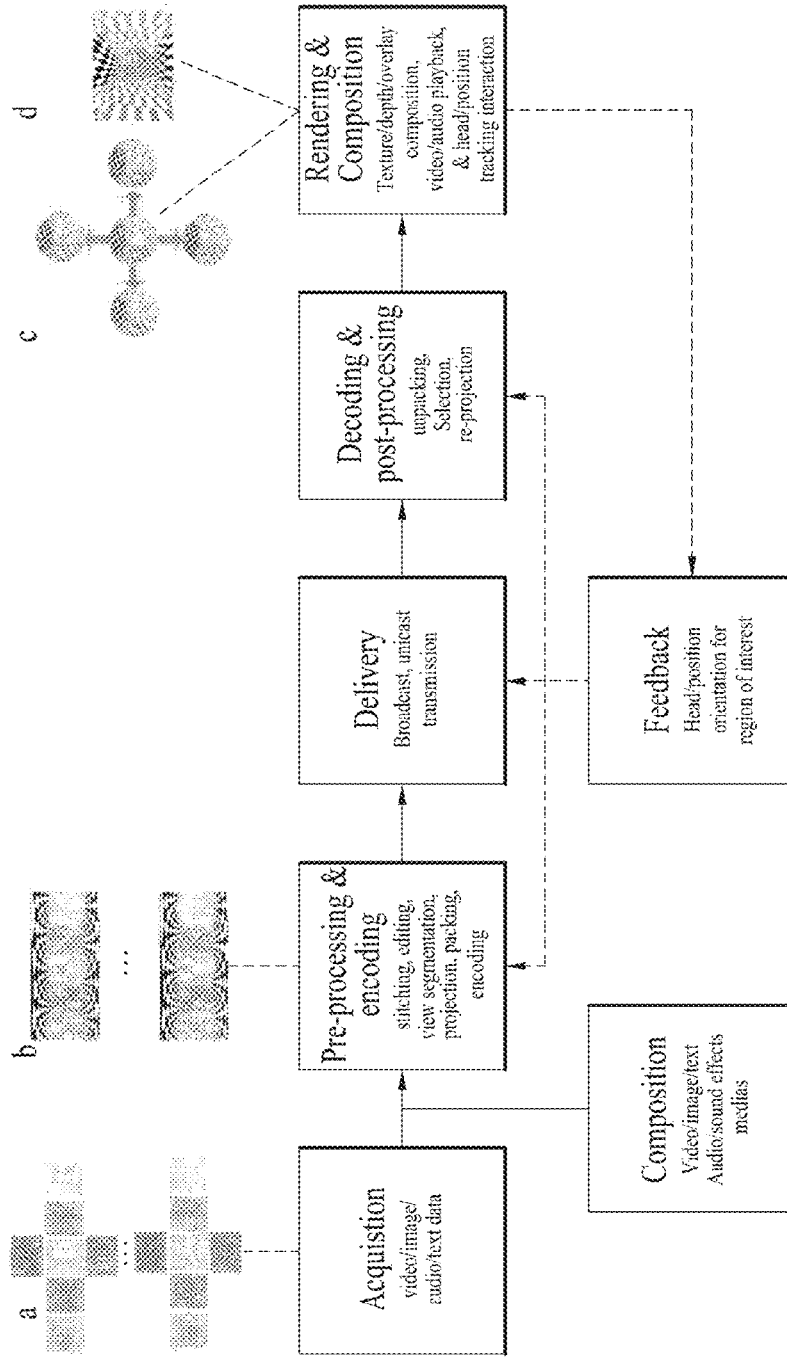 a
b
c
d
...
...
...
Acquistion
video/image/
audio/text data
Composition
Video/image/text
Audio/sound effects
medias
Pre-processing &
encoding
stitching, editing,
view segmentation,
projection, packing,
encoding
Delivery
Broadcast, unicast
transmission
Decoding &
post-processing
unpacking,
Selection,
re-projection
Rendering &
Composition
Texture/depth/overlay
composition,
video/audio playback,
& head/position
tracking interaction
Feedback
Head/position
orientation for
region of interest